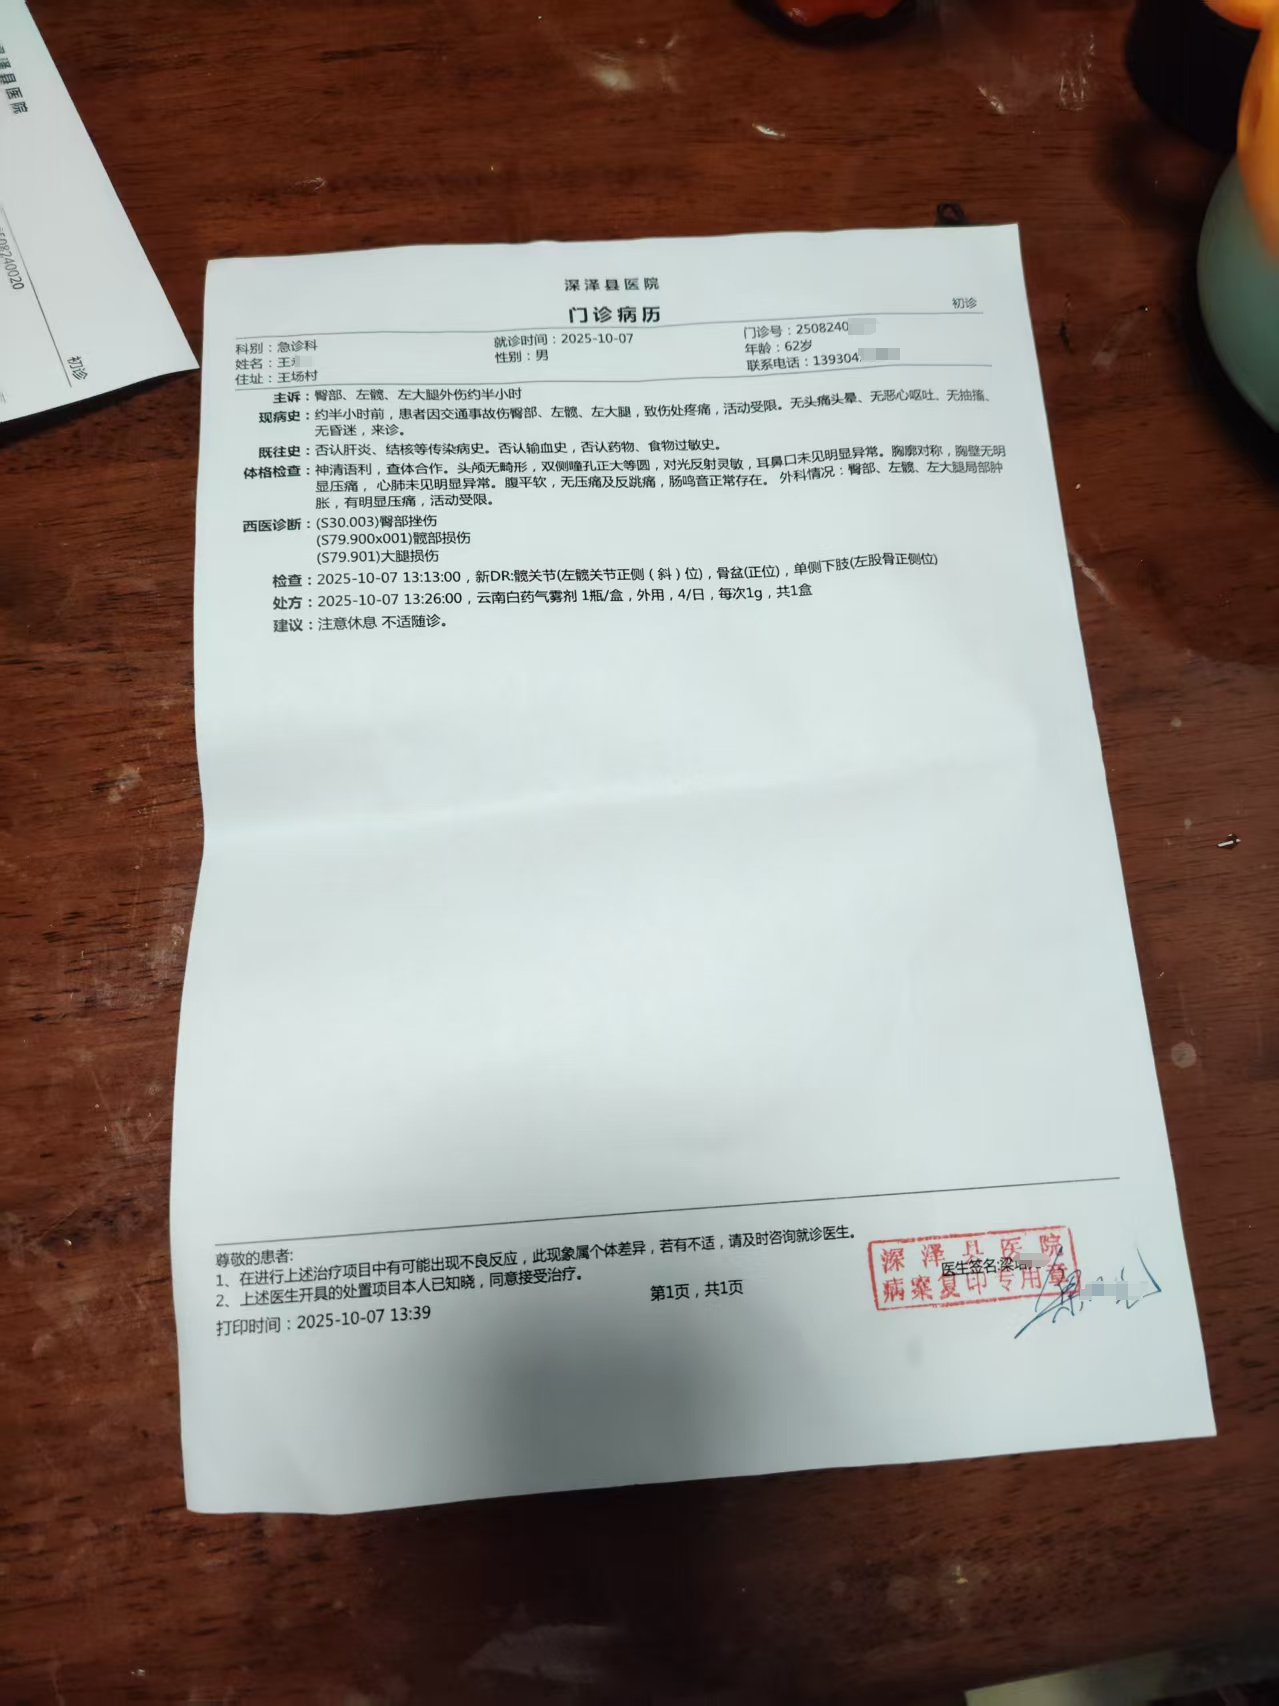 深泽县医院
08240020
初诊
深泽县医院
门诊病历
初诊
科别：急诊科 就诊时间：2025-10-07 门诊号：2508240
姓名：王 性别：男 年龄：62岁
住址：王场村 联系电话：139304
主诉：臀部、左髋、左大腿外伤约半小时
现病史：约半小时前，患者因交通事故伤臀部、左髋、左大腿，致伤处疼痛，活动受限。无头痛头晕、无恶心呕吐、无抽搐、
无昏迷，来诊。
既往史：否认肝炎、结核等传染病史。否认输血史，否认药物、食物过敏史。
体格检查：神清语利，查体合作。头颅无畸形，双侧瞳孔正大等圆，对光反射灵敏，耳鼻口未见明显异常。胸廓对称，胸壁无明
显压痛，心肺未见明显异常。腹平软，无压痛及反跳痛，肠鸣音正常存在。外科情况：臀部、左髋、左大腿局部肿
胀，有明显压痛，活动受限。
西医诊断：(S30.003)臀部挫伤
(S79.900x001)髋部损伤
(S79.901)大腿损伤
检查：2025-10-07 13:13:00，新DR:髋关节(左髋关节正侧（斜）位)，骨盆(正位)，单侧下肢(左股骨正侧位)
处方：2025-10-07 13:26:00，云南白药气雾剂 1瓶/盒，外用，4/日，每次1g，共1盒
建议：注意休息 不适随诊。
尊敬的患者:
1、在进行上述治疗项目中有可能出现不良反应，此现象属个体差异，若有不适，请及时咨询就诊医生。
2、上述医生开具的处置项目本人已知晓，同意接受治疗。
第1页，共1页
打印时间：2025-10-07 13:39
深泽县医院
医生签名:梁
病案复印专用章